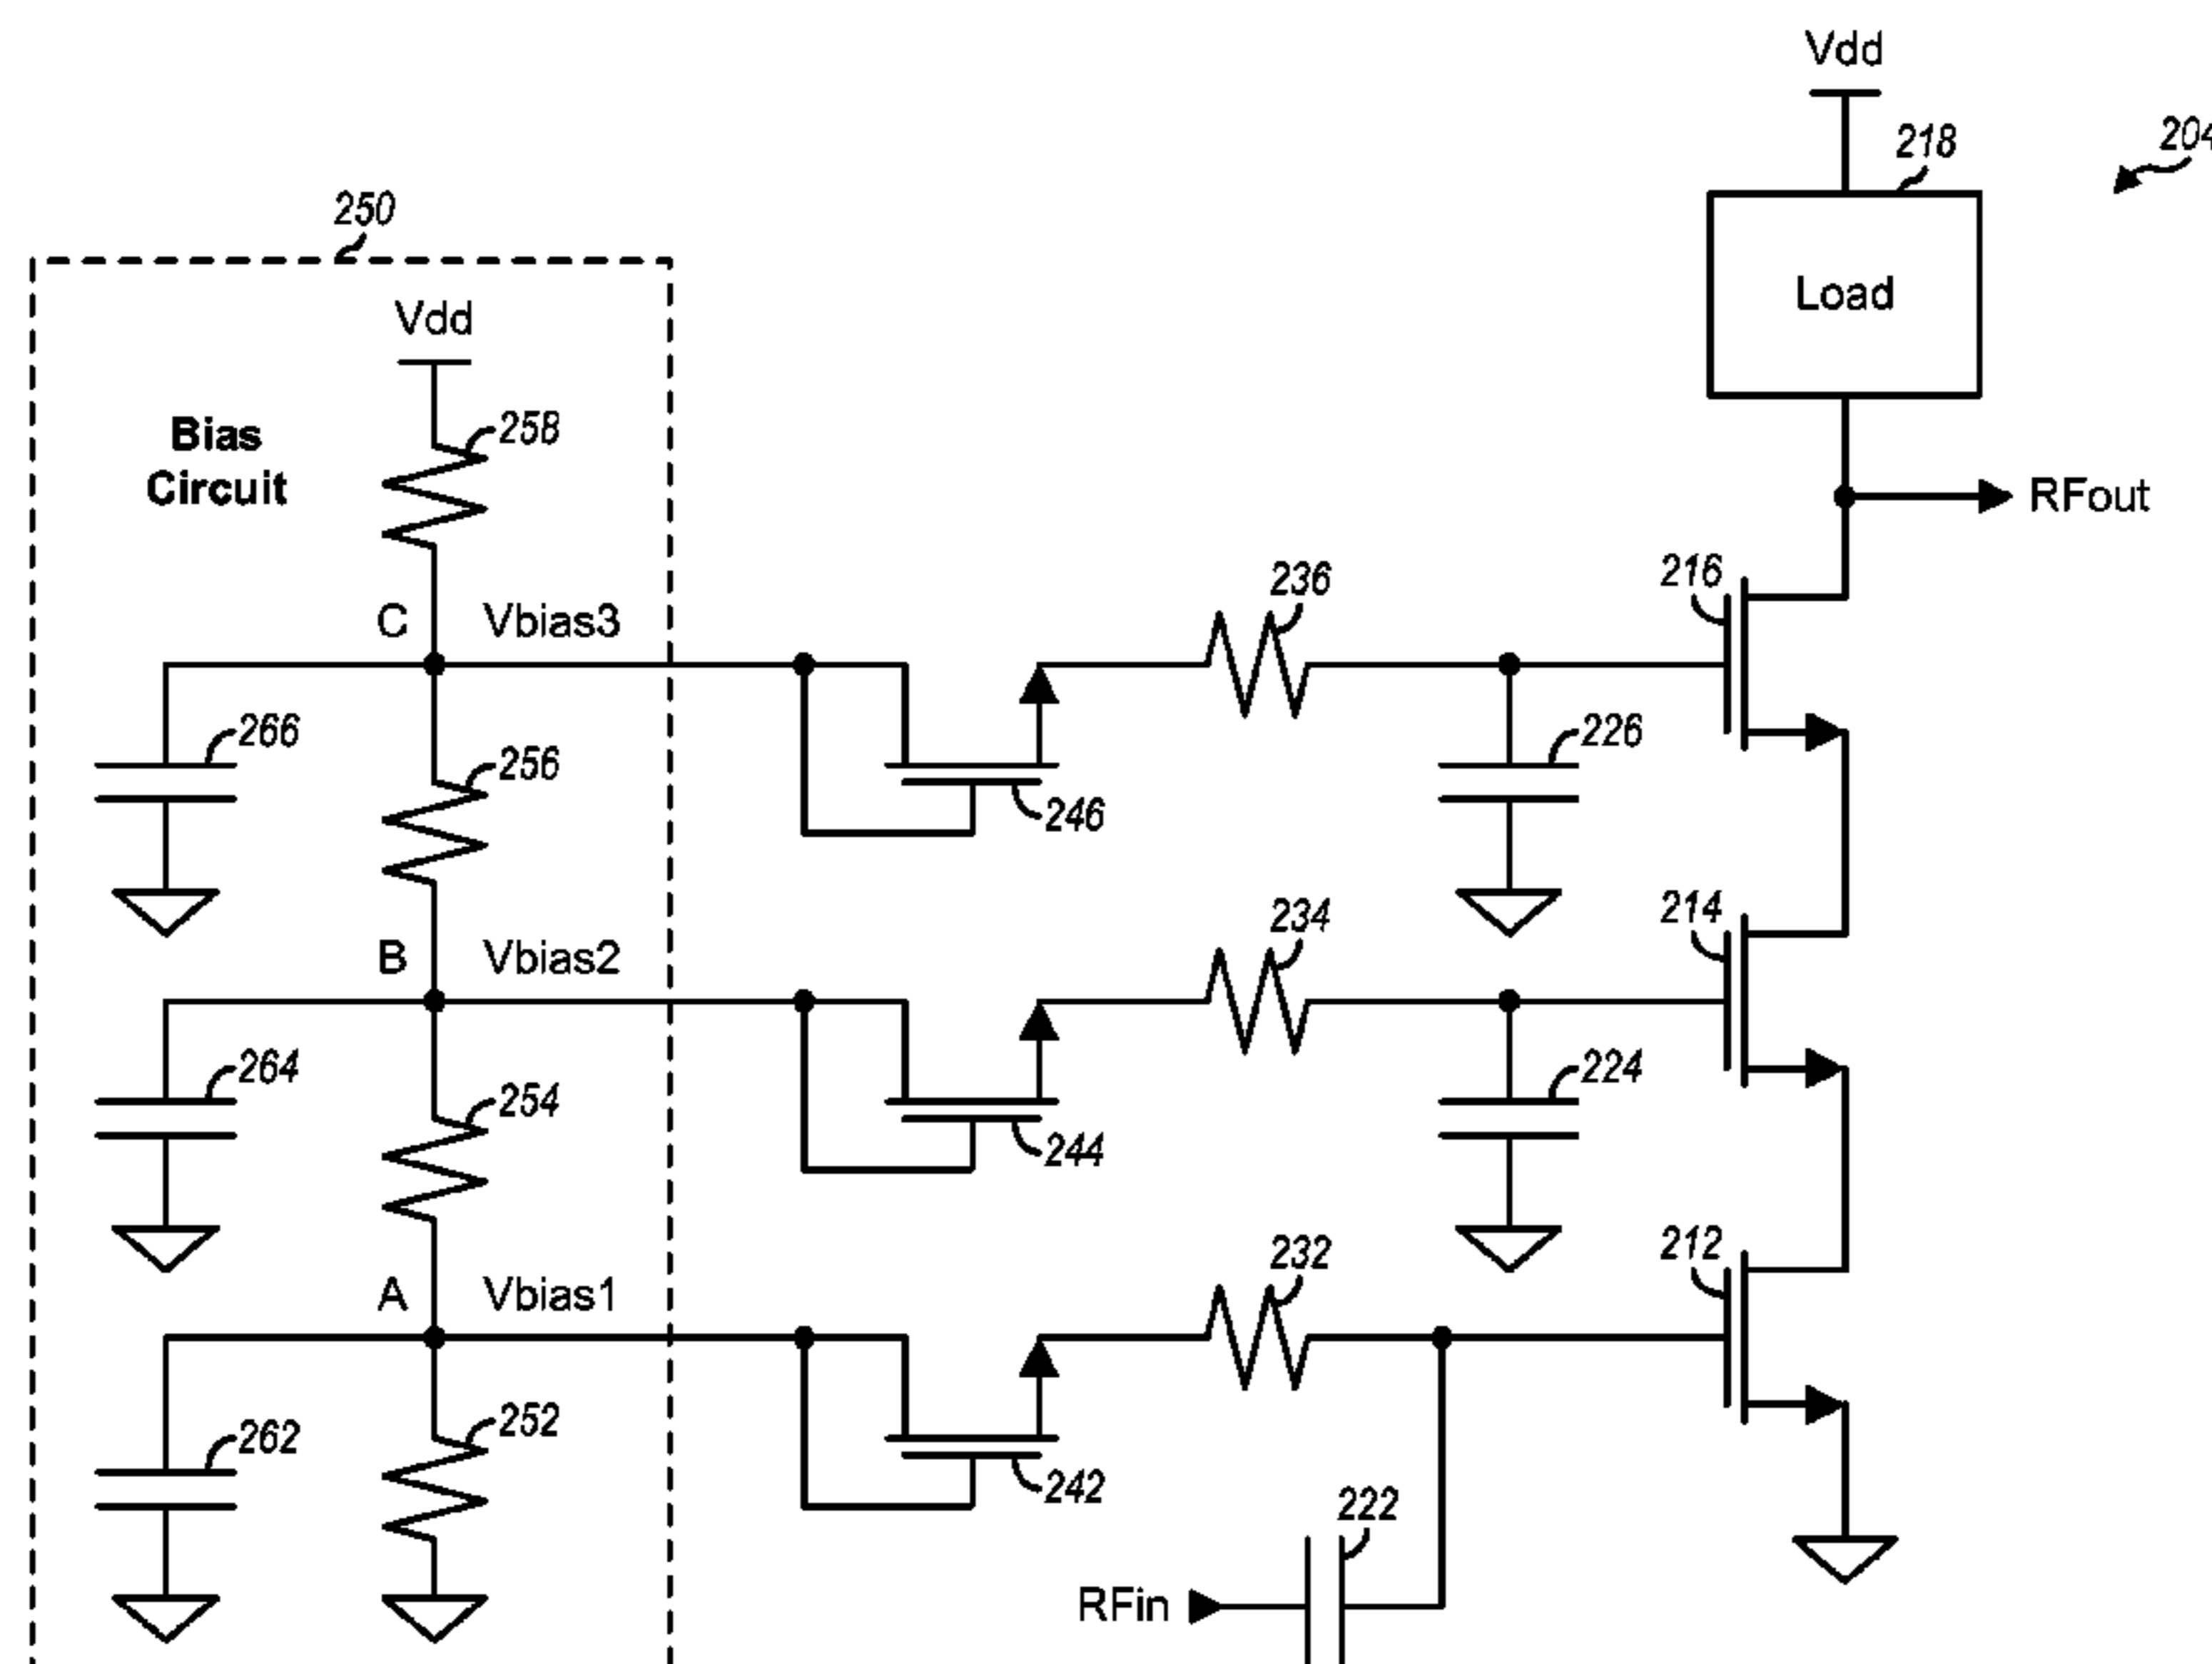 Vdd
204
218
250
Load
Vdd
258
Bias
Circuit
RFout
216
236
C
Vbias3
266
226
256
246
214
234
B
Vbias2
264
224
254
244
212
232
A
Vbias1
252
262
242
222
RFin